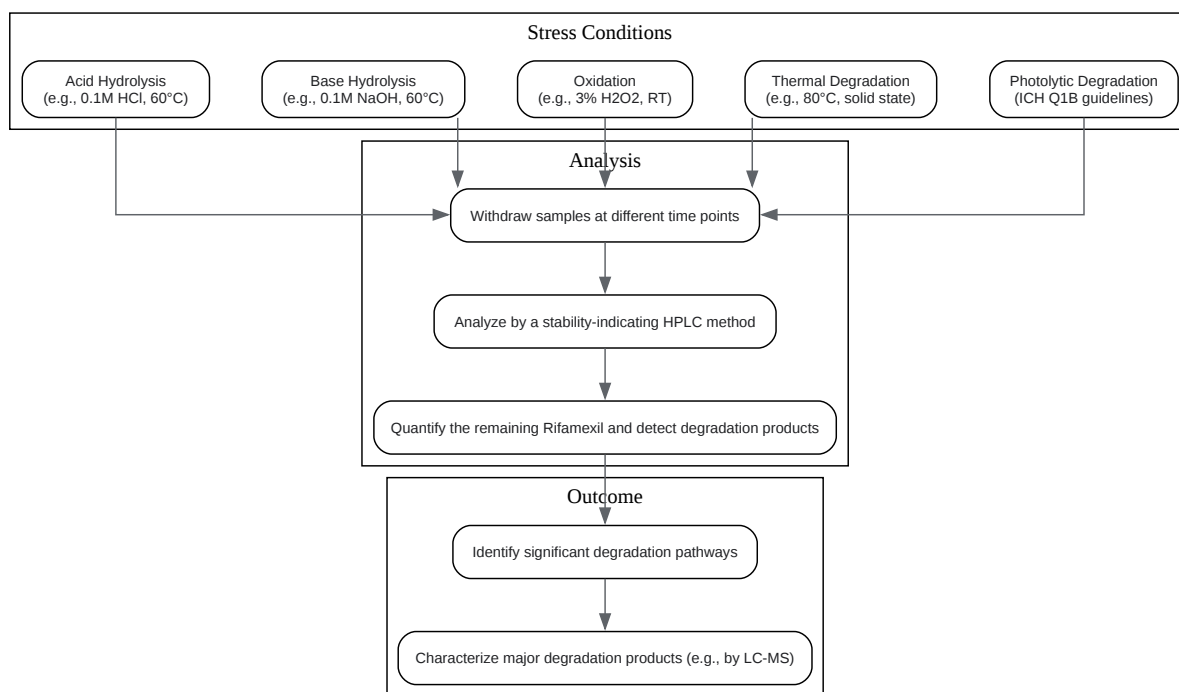 Stress Conditions
Acid Hydrolysis
(e.g., 0.1M HCl, 60°C)
Base Hydrolysis
(e.g., 0.1M NaOH, 60°C)
Oxidation
(e.g., 3% H2O2, RT)
Thermal Degradation
(e.g., 80°C, solid state)
Photolytic Degradation
(ICH Q1B guidelines)
Analysis
Withdraw samples at different time points
Analyze by a stability-indicating HPLC method
Quantify the remaining Rifamexil and detect degradation products
Outcome
Identify significant degradation pathways
Characterize major degradation products (e.g., by LC-MS)